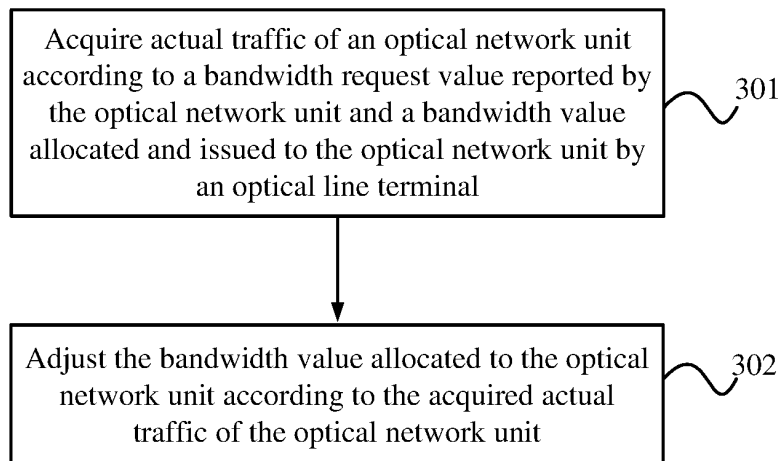 Acquire actual traffic of an optical network unit
according to a bandwidth request value reported by
the optical network unit and a bandwidth value
allocated and issued to the optical network unit by
an optical line terminal
301
Adjust the bandwidth value allocated to the optical
network unit according to the acquired actual
traffic of the optical network unit
302